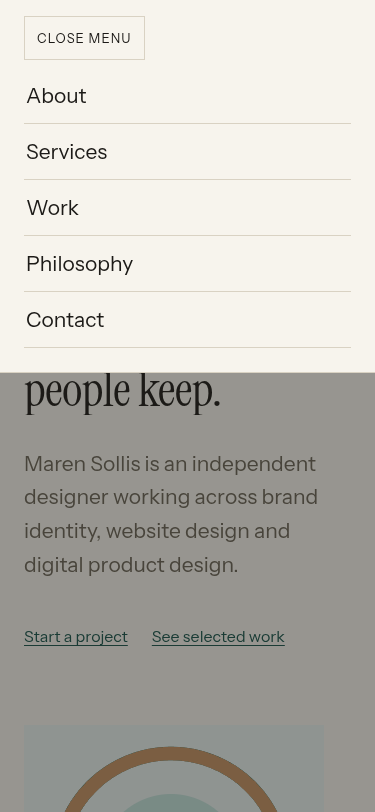 CLOSE MENU
About
Services
Work
Philosophy
Contact
people keep.
Maren Sollis is an independent
designer working across brand
identity, website design and
digital product design.
Start a project
See selected work